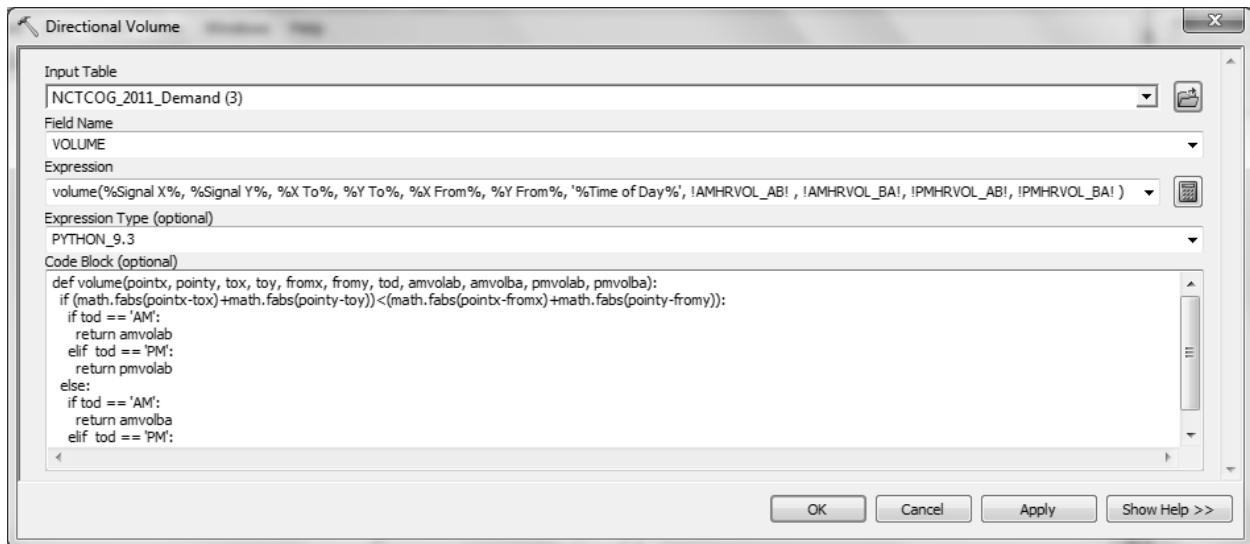 Directional Volume
Input Table
NCTCOG_2011_Demand (3)
Field Name
VOLUME
Expression
volume(%Signal X%, %Signal Y%, %X To%, %Y To%, %X From%, %Y From%, '%Time of Day%', !AMHRVOL_AB! , !AMHRVOL_BA!, !PMHRVOL_AB!, !PMHRVOL_BA! )
Expression Type (optional)
PYTHON_9.3
Code Block (optional)
def volume(pointx, pointy, tox, toy, fromx, fromy, tod, amvolab, amvolba, pmvolab, pmvolba):
if (math.fabs(pointx-tox)+math.fabs(pointy-toy))<(math.fabs(pointx-fromx)+math.fabs(pointy-fromy)):
if tod == 'AM':
return amvolab
elif tod == 'PM':
return pmvolab
else:
if tod == 'AM':
return amvolba
elif tod == 'PM':
OK Cancel Apply Show Help >>